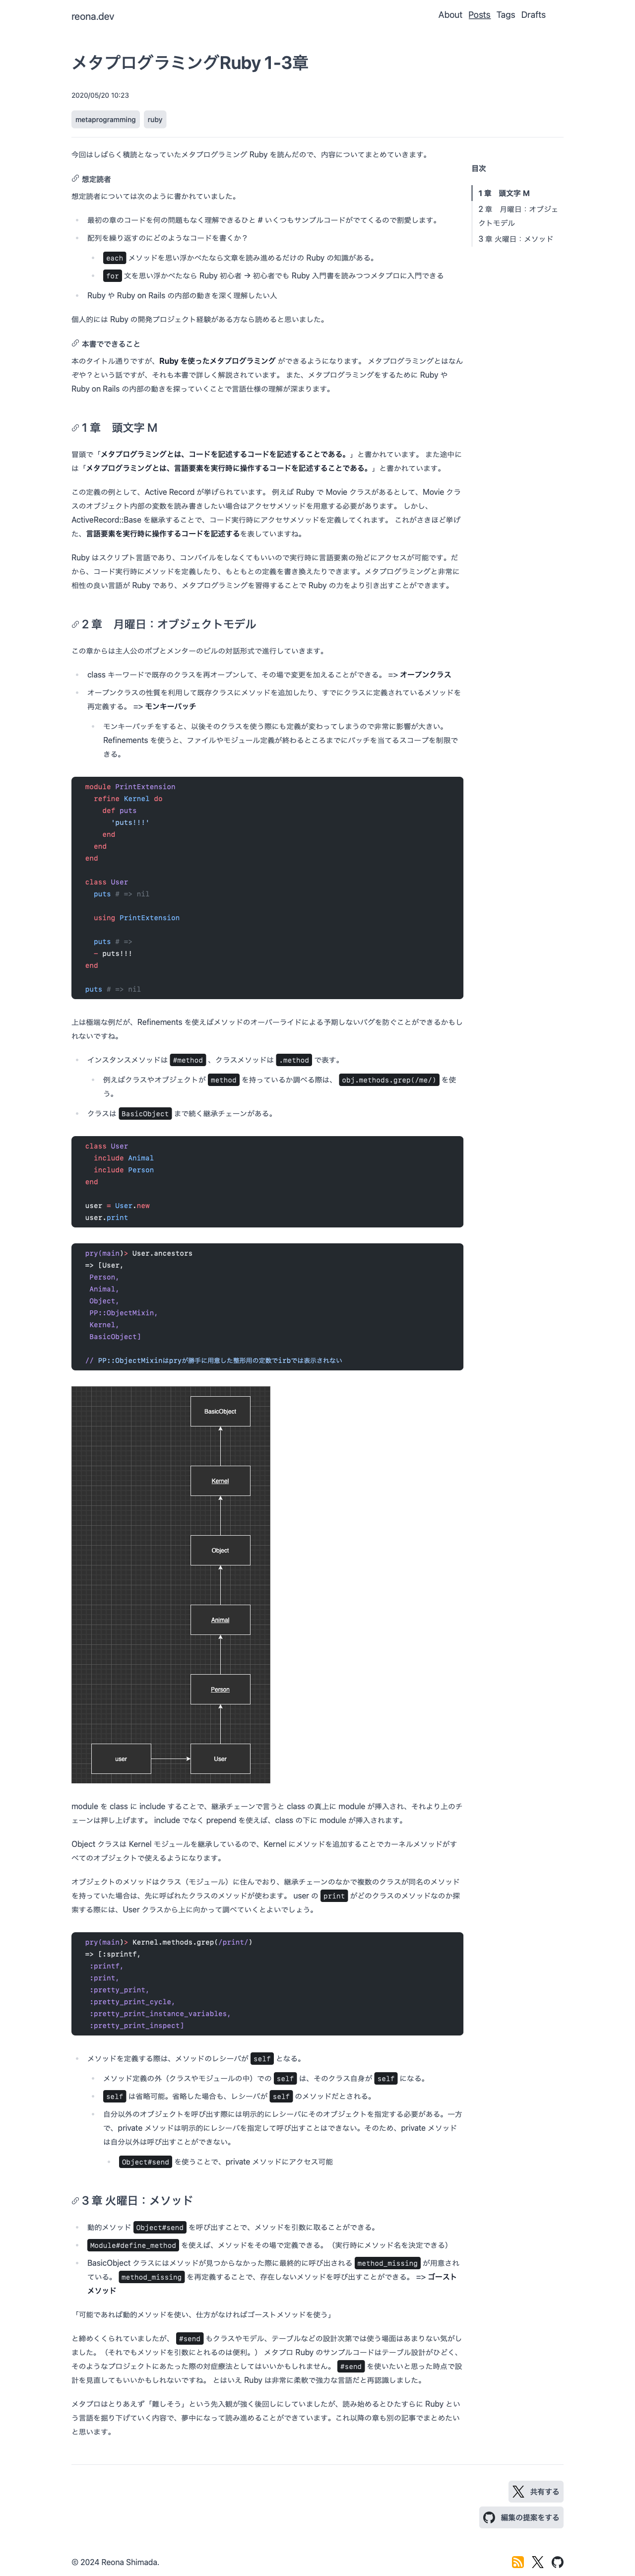 reona.dev
About Posts Tags Drafts
メタプログラミングRuby 1-3章
2020/05/20 10:23
metaprogramming ruby
今回はしばらく積読となっていたメタプログラミング Ruby を読んだので、内容についてまとめていきます。
目次
1 章　頭文字 M
2 章　月曜日：オブジェ
クトモデル
3 章 火曜日：メソッド
想定読者
想定読者については次のように書かれていました。
最初の章のコードを何の問題もなく理解できるひと # いくつもサンプルコードがでてくるので割愛します。
配列を繰り返すのにどのようなコードを書くか？
each メソッドを思い浮かべたなら文章を読み進めるだけの Ruby の知識がある。
for 文を思い浮かべたなら Ruby 初心者 → 初心者でも Ruby 入門書を読みつつメタプロに入門できる
Ruby や Ruby on Rails の内部の動きを深く理解したい人
個人的には Ruby の開発プロジェクト経験がある方なら読めると思いました。
本書でできること
本のタイトル通りですが、Ruby を使ったメタプログラミング ができるようになります。 メタプログラミングとはなん
ぞや？という話ですが、それも本書で詳しく解説されています。 また、メタプログラミングをするために Ruby や
Ruby on Rails の内部の動きを探っていくことで言語仕様の理解が深まります。
1 章　頭文字 M
冒頭で「メタプログラミングとは、コードを記述するコードを記述することである。」と書かれています。 また途中に
は「メタプログラミングとは、言語要素を実行時に操作するコードを記述することである。」と書かれています。
この定義の例として、Active Record が挙げられています。 例えば Ruby で Movie クラスがあるとして、Movie クラ
スのオブジェクト内部の変数を読み書きしたい場合はアクセサメソッドを用意する必要があります。 しかし、
ActiveRecord::Base を継承することで、コード実行時にアクセサメソッドを定義してくれます。 これがさきほど挙げ
た、言語要素を実行時に操作するコードを記述するを表していますね。
Ruby はスクリプト言語であり、コンパイルをしなくてもいいので実行時に言語要素の殆どにアクセスが可能です。だ
から、コード実行時にメソッドを定義したり、もともとの定義を書き換えたりできます。メタプログラミングと非常に
相性の良い言語が Ruby であり、メタプログラミングを習得することで Ruby の力をより引き出すことができます。
2 章　月曜日：オブジェクトモデル
この章からは主人公のボブとメンターのビルの対話形式で進行していきます。
class キーワードで既存のクラスを再オープンして、その場で変更を加えることができる。 => オープンクラス
オープンクラスの性質を利用して既存クラスにメソッドを追加したり、すでにクラスに定義されているメソッドを
再定義する。 => モンキーパッチ
モンキーパッチをすると、以後そのクラスを使う際にも定義が変わってしまうので非常に影響が大きい。
Refinements を使うと、ファイルやモジュール定義が終わるところまでにパッチを当てるスコープを制限で
きる。
module PrintExtension
refine Kernel do
def puts
'puts!!!'
end
end
end
class User
puts # => nil
using PrintExtension
puts # =>
- puts!!!
end
puts # => nil
上は極端な例だが、Refinements を使えばメソッドのオーバーライドによる予期しないバグを防ぐことができるかもし
れないですね。
インスタンスメソッドは #method 、クラスメソッドは .method で表す。
例えばクラスやオブジェクトが method を持っているか調べる際は、 obj.methods.grep(/me/) を使
う。
クラスは BasicObject まで続く継承チェーンがある。
class User
include Animal
include Person
end
user = User.new
user.print
pry(main)> User.ancestors
=> [User,
Person,
Animal,
Object,
PP::ObjectMixin,
Kernel,
BasicObject]
// PP::ObjectMixinはpryが勝手に用意した整形用の定数でirbでは表示されない
BasicObject
Kernel
Object
Animal
Person
user User
module を class に include することで、継承チェーンで言うと class の真上に module が挿入され、それより上のチ
ェーンは押し上げます。 include でなく prepend を使えば、class の下に module が挿入されます。
Object クラスは Kernel モジュールを継承しているので、Kernel にメソッドを追加することでカーネルメソッドがす
べてのオブジェクトで使えるようになります。
オブジェクトのメソッドはクラス（モジュール）に住んでおり、継承チェーンのなかで複数のクラスが同名のメソッド
を持っていた場合は、先に呼ばれたクラスのメソッドが使わます。 user の print がどのクラスのメソッドなのか探
索する際には、User クラスから上に向かって調べていくとよいでしょう。
pry(main)> Kernel.methods.grep(/print/)
=> [:sprintf,
:printf,
:print,
:pretty_print,
:pretty_print_cycle,
:pretty_print_instance_variables,
:pretty_print_inspect]
メソッドを定義する際は、メソッドのレシーバが self となる。
メソッド定義の外（クラスやモジュールの中）での self は、そのクラス自身が self になる。
self は省略可能。省略した場合も、レシーバが self のメソッドだとされる。
自分以外のオブジェクトを呼び出す際には明示的にレシーバにそのオブジェクトを指定する必要がある。一方
で、private メソッドは明示的にレシーバを指定して呼び出すことはできない。そのため、private メソッド
は自分以外は呼び出すことができない。
Object#send を使うことで、private メソッドにアクセス可能
3 章 火曜日：メソッド
動的メソッド Object#send を呼び出すことで、メソッドを引数に取ることができる。
Module#define_method を使えば、メソッドをその場で定義できる。（実行時にメソッド名を決定できる）
BasicObject クラスにはメソッドが見つからなかった際に最終的に呼び出される method_missing が用意され
ている。 method_missing を再定義することで、存在しないメソッドを呼び出すことができる。 => ゴースト
メソッド
「可能であれば動的メソッドを使い、仕方がなければゴーストメソッドを使う」
と締めくくられていましたが、 #send もクラスやモデル、テーブルなどの設計次第では使う場面はあまりない気がし
ました。（それでもメソッドを引数にとれるのは便利。） メタプロ Ruby のサンプルコードはテーブル設計がひどく、
そのようなプロジェクトにあたった際の対症療法としてはいいかもしれません。 #send を使いたいと思った時点で設
計を見直してもいいかもしれないですね。 とはいえ Ruby は非常に柔軟で強力な言語だと再認識しました。
メタプロはとりあえず「難しそう」という先入観が強く後回しにしていましたが、読み始めるとひたすらに Ruby とい
う言語を掘り下げていく内容で、夢中になって読み進めることができています。これ以降の章も別の記事でまとめたい
と思います。
共有する
編集の提案をする
© 2024 Reona Shimada.